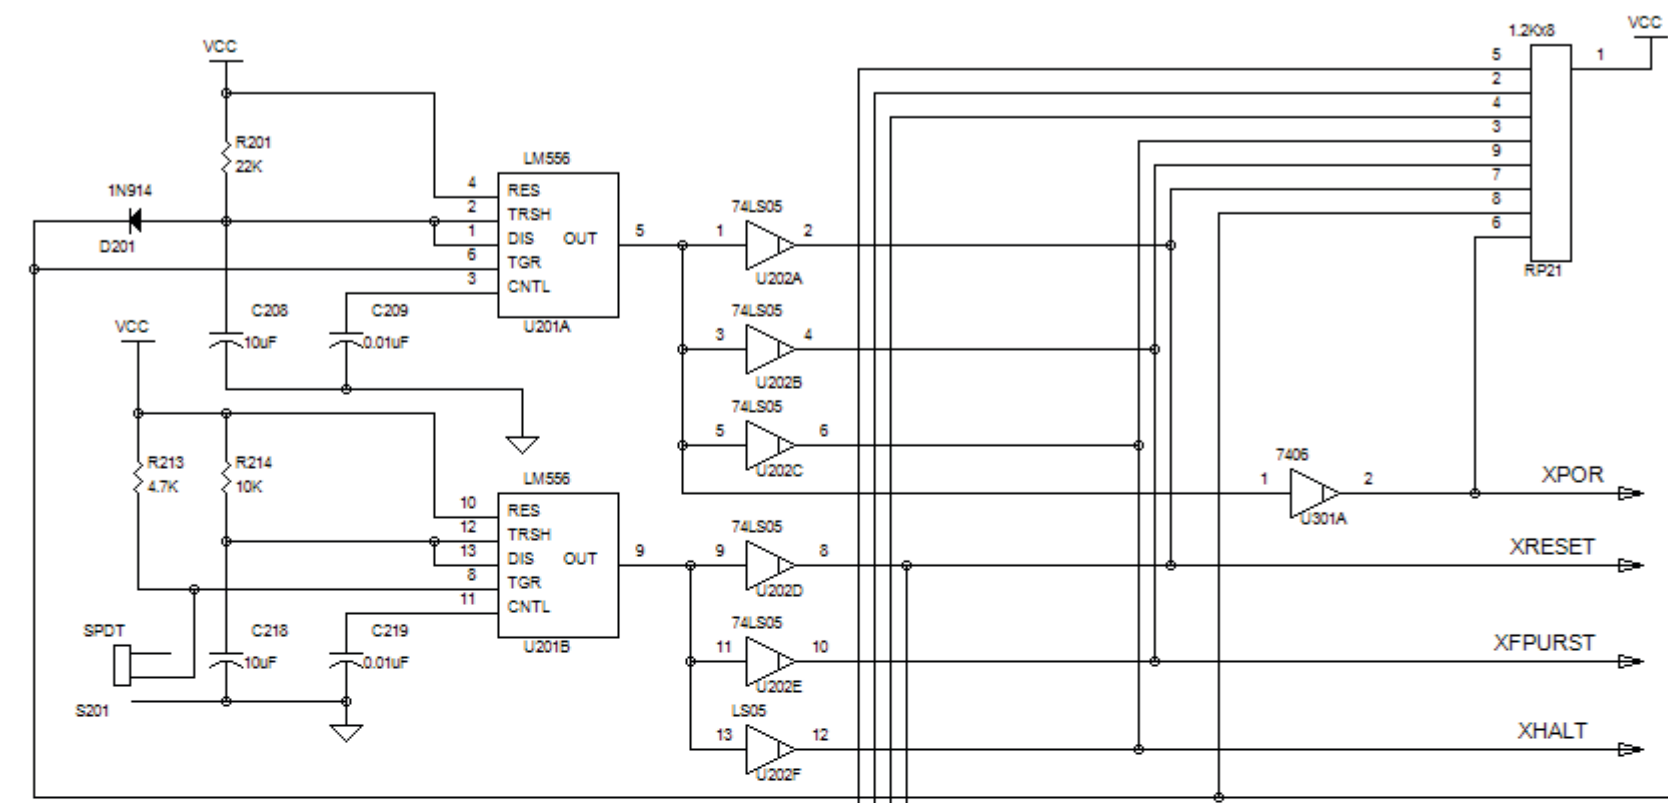 1.2Kx8
VCC
5
1
2
4
3
9
7
8
6
RP21
VCC
R201
22K
LM556
4
RES
2
TRSH
1
DIS
OUT
5
6
TGR
3
CNTL
U201A
1N914
D201
C208
10uF
C209
0.01uF
74LS05
1
2
U202A
74LS05
3
4
U202B
74LS05
5
6
U202C
7406
1
2
U301A
XPOR
VCC
R213
4.7K
R214
10K
LM556
10
RES
12
TRSH
13
DIS
OUT
9
8
TGR
11
CNTL
U201B
SPDT
S201
C218
10uF
C219
0.01uF
74LS05
9
8
U202D
XRESET
74LS05
11
10
U202E
XFPURST
LS05
13
12
U202F
XHALT